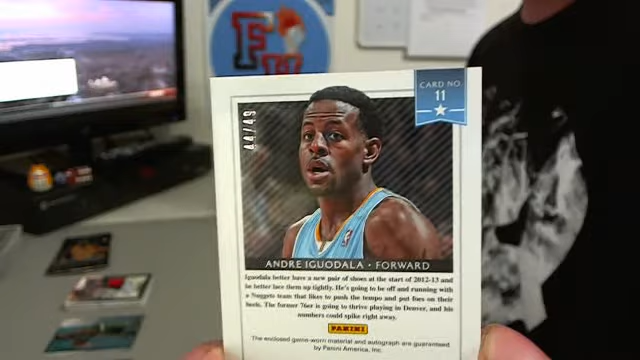 CARD NO.
11
44/49
ANDRE IGUODALA • FORWARD
Iguodala better have a new pair of shoes at the start of 2012-13 and
he better lace them up tightly. He's going to be off and running with
a Nuggets team that likes to push the tempo and put foes on their
heels. The former 76er is going to thrive playing in Denver, and his
numbers could spike right away.
PANINI
The enclosed game-worn material and autograph are guaranteed
by Panini America, Inc.